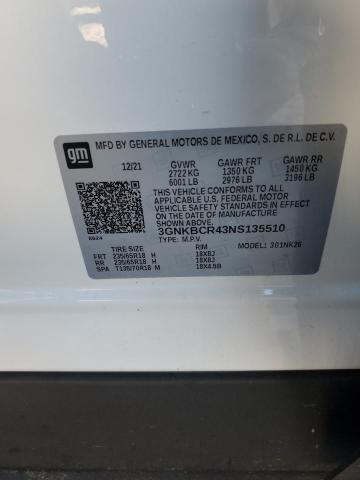 gm
MFD BY GENERAL MOTORS DE MEXICO, S. DE R.L. DE C.V.
12/21 GVWR GAWR FRT GAWR RR
2722 KG 1350 KG 1450 KG
6001 LB 2976 LB 3196 LB
THIS VEHICLE CONFORMS TO ALL
APPLICABLE U.S. FEDERAL MOTOR
VEHICLE SAFETY STANDARDS IN
EFFECT ON THE DATE OF MANUFACTURE
SHOWN ABOVE.
3GNKBCR43NS135510
R624 TYPE: M.P.V. 301NK26
TIRE SIZE RIM
FRT 235/65R18 H 18X8J
RR 235/65R18 H 18X8J
SPA T135/70R18 M 18X4.5B